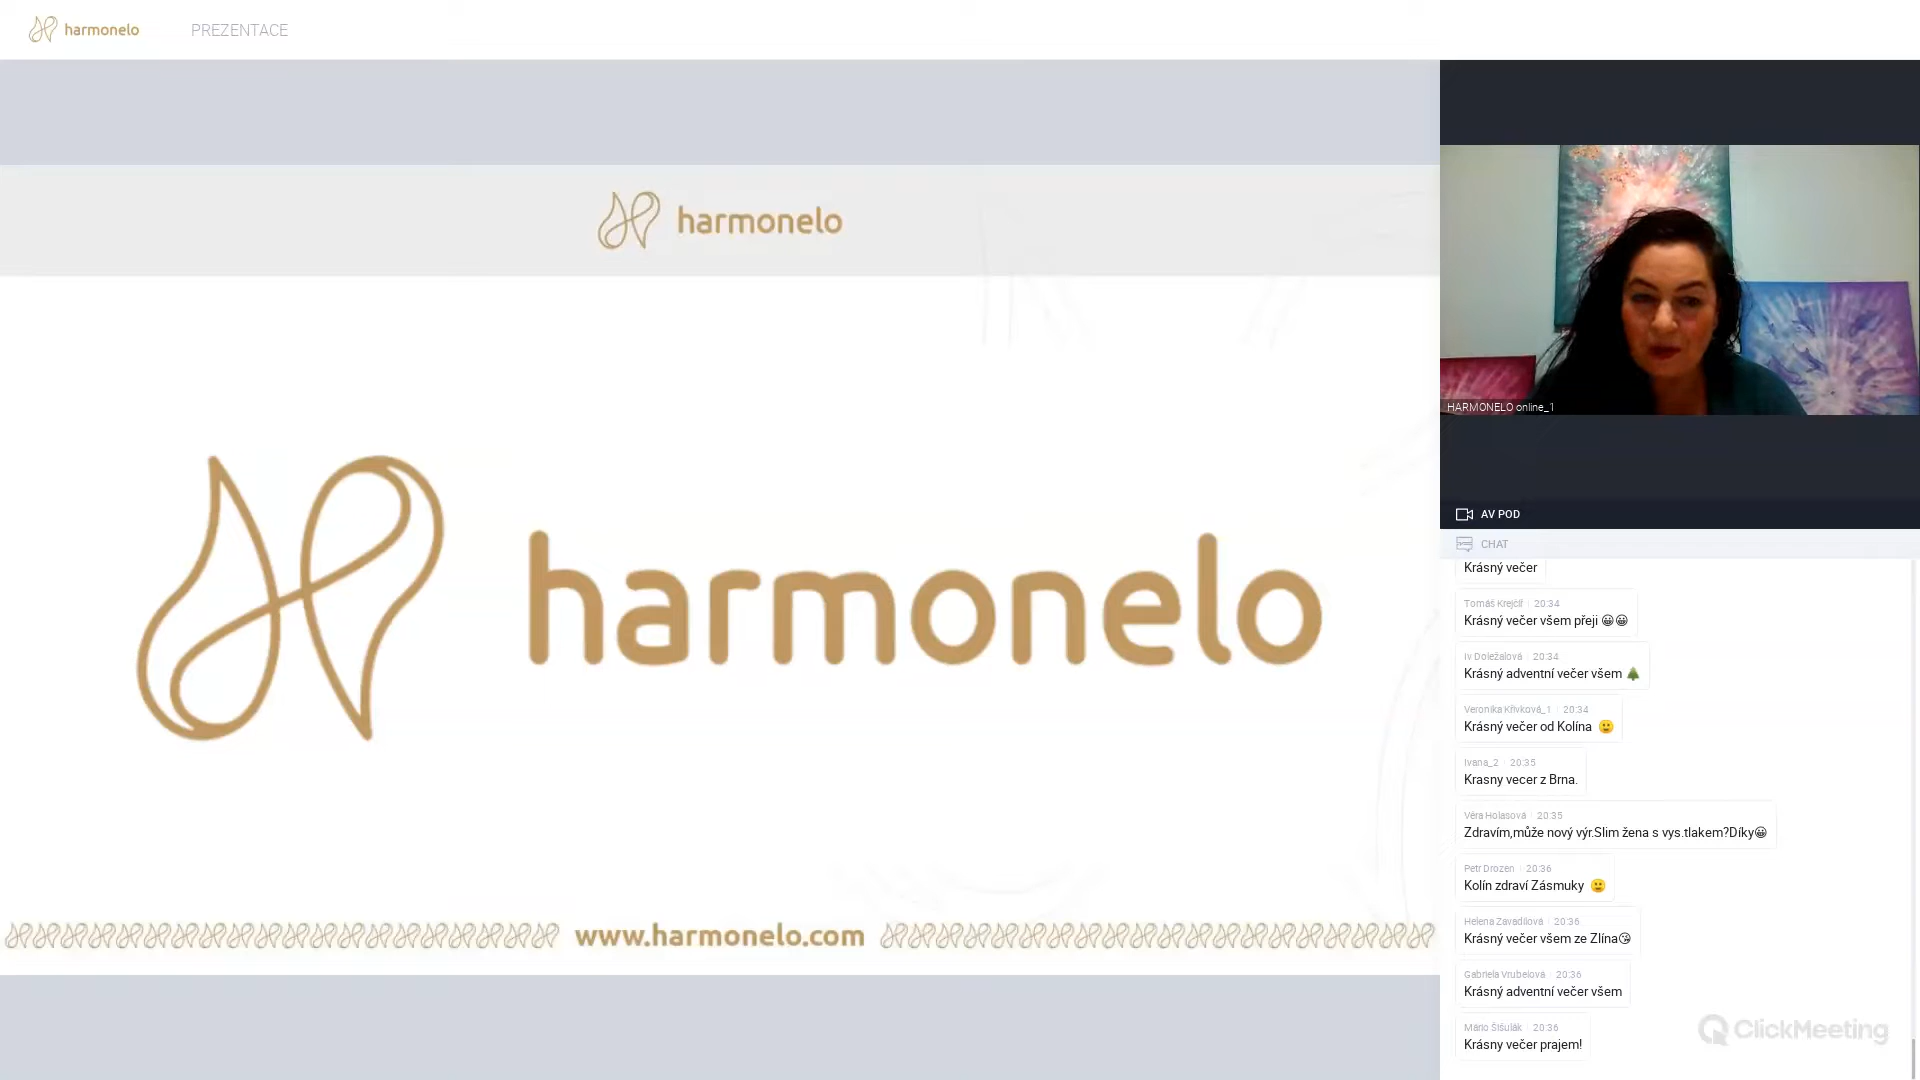 harmonelo
PREZENTACE
harmonelo
harmonelo
www.harmonelo.com
HARMONELO online_1
AV POD
CHAT
Krásný večer
Tomáš Krejčíř 20:34
Krásný večer všem přeji 😀😀
Iv Doležalová 20:34
Krásný adventní večer všem 🌲
Veronika Křivková_1 20:34
Krásný večer od Kolína 🙂
Ivana_2 20:35
Krasny vecer z Brna.
Věra Holasová 20:35
Zdravím,může nový výr.Slim žena s vys.tlakem?Díky😀
Petr Drozen 20:36
Kolín zdraví Zásmuky 🙂
Helena Zavadilová 20:36
Krásný večer všem ze Zlína😘
Gabriela Vrubelová 20:36
Krásný adventní večer všem
Mário Šišulák 20:36
Krásny večer prajem!
ClickMeeting